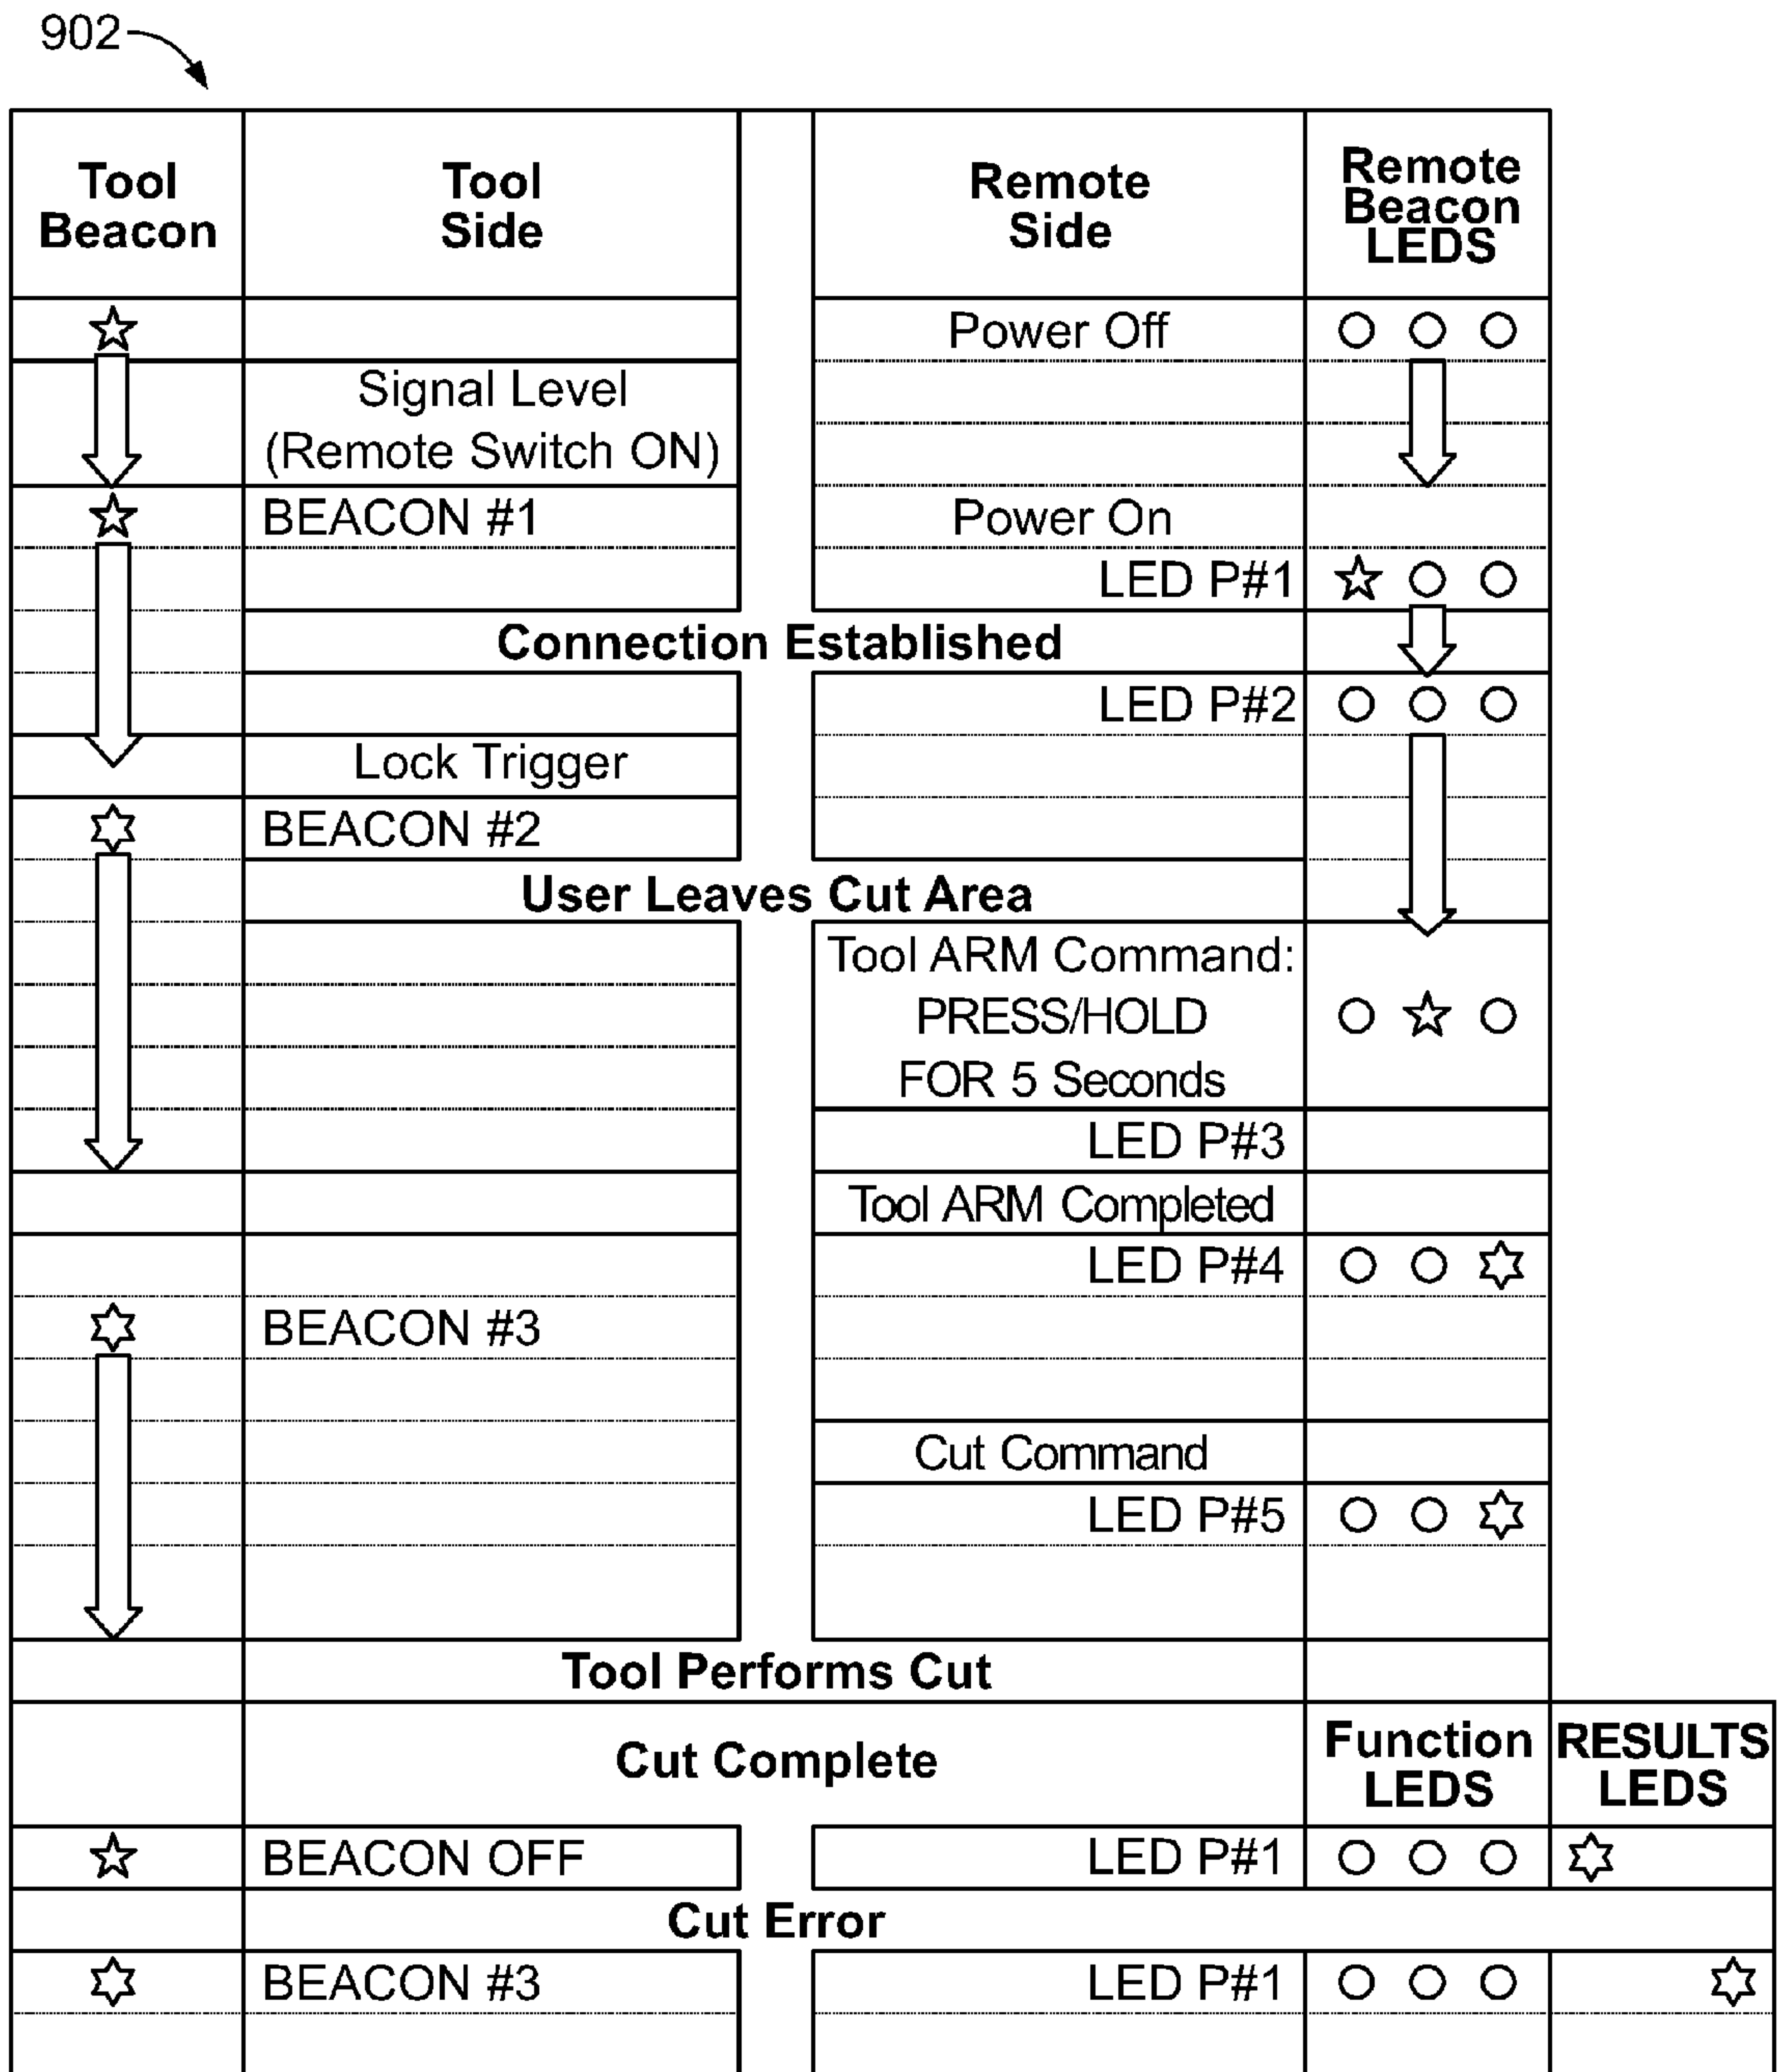 902
Tool
Beacon
Tool
Side
Remote
Side
Remote
Beacon
LEDS
Power Off
Signal Level
(Remote Switch ON)
BEACON #1
Power On
LED P#1
Connection Established
LED P#2
Lock Trigger
BEACON #2
User Leaves Cut Area
Tool ARM Command:
PRESS/HOLD
FOR 5 Seconds
LED P#3
Tool ARM Completed
LED P#4
BEACON #3
Cut Command
LED P#5
Tool Performs Cut
Cut Complete
Function
LEDS
RESULTS
LEDS
BEACON OFF
LED P#1
Cut Error
BEACON #3
LED P#1